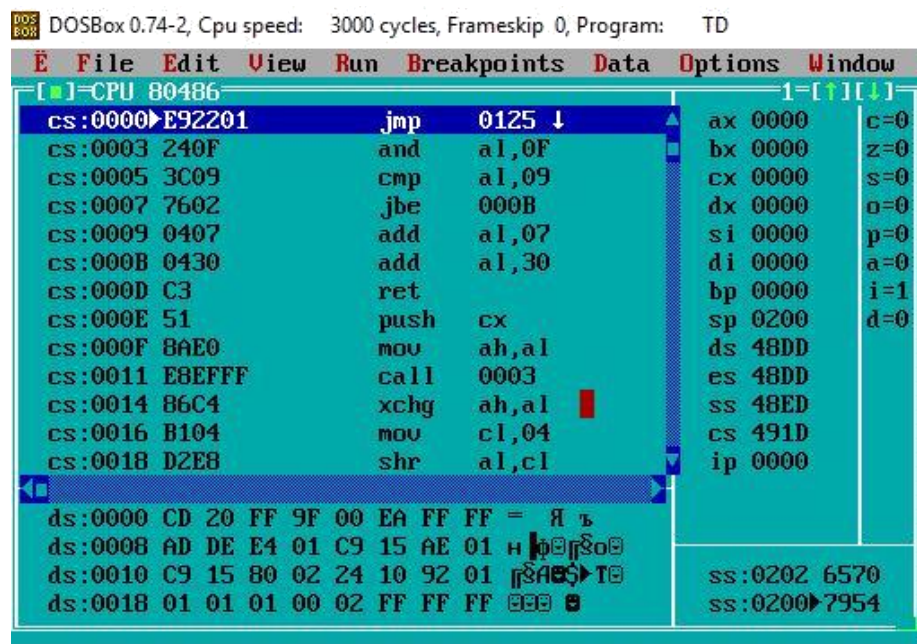 DOSBox 0.74-2, Cpu speed: 3000 cycles, Frameskip 0, Program: TD
Ё File Edit View Run Breakpoints Data Options Window
[■]=CPU 80486 1=[↑][↓]
cs:0000►E92201 jmp 0125 ↓ ax 0000 c=0
cs:0003 240F and al,0F bx 0000 z=0
cs:0005 3C09 cmp al,09 cx 0000 s=0
cs:0007 7602 jbe 000B dx 0000 o=0
cs:0009 0407 add al,07 si 0000 p=0
cs:000B 0430 add al,30 di 0000 a=0
cs:000D C3 ret bp 0000 i=1
cs:000E 51 push cx sp 0200 d=0
cs:000F 8AE0 mov ah,al ds 48DD
cs:0011 E8EFFF call 0003 es 48DD
cs:0014 86C4 xchg ah,al ss 48ED
cs:0016 B104 mov cl,04 cs 491D
cs:0018 D2E8 shr al,cl ip 0000
ds:0000 CD 20 FF 9F 00 EA FF FF = Я ъ
ds:0008 AD DE E4 01 C9 15 AE 01 н▐ф☺╔§о☺
ds:0010 C9 15 80 02 24 10 92 01 ╔§А☻$►Т☺ ss:0202 6570
ds:0018 01 01 01 00 02 FF FF FF ☺☺☺ ☻ ss:0200►7954